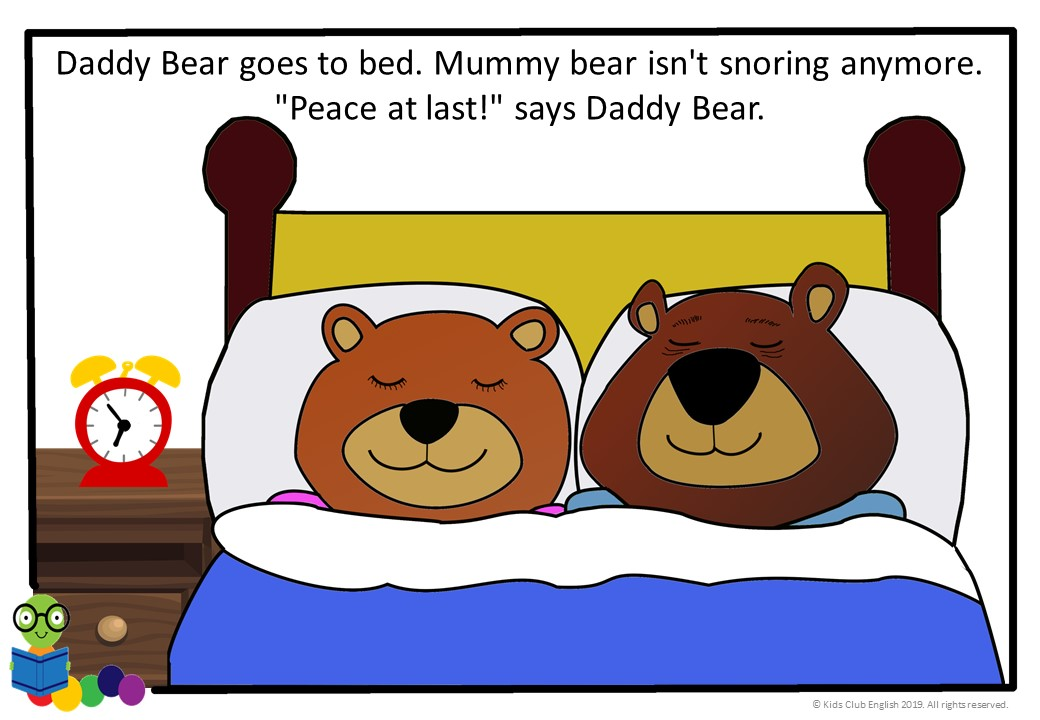 Daddy Bear goes to bed. Mummy bear isn't snoring anymore.
"Peace at last!" says Daddy Bear.
© Kids Club English 2019. All rights reserved.